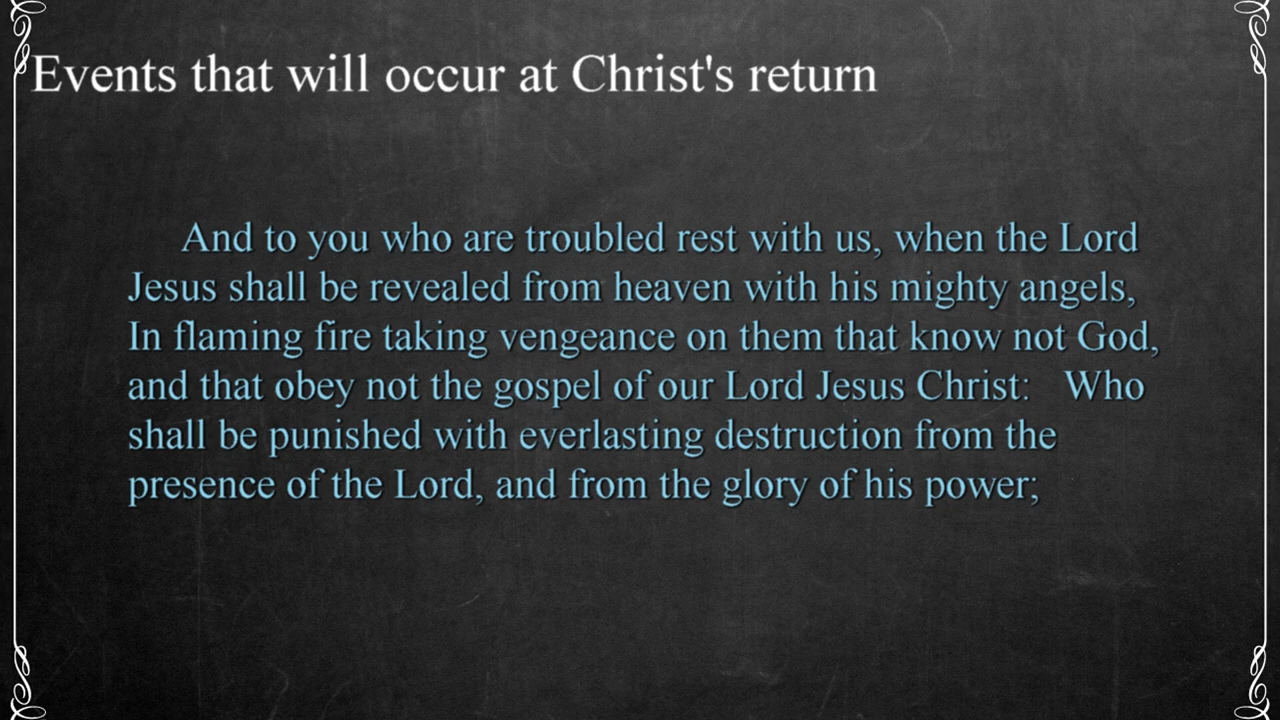 Events that will occur at Christ's return
And to you who are troubled rest with us, when the Lord
Jesus shall be revealed from heaven with his mighty angels,
In flaming fire taking vengeance on them that know not God,
and that obey not the gospel of our Lord Jesus Christ:   Who
shall be punished with everlasting destruction from the
presence of the Lord, and from the glory of his power;